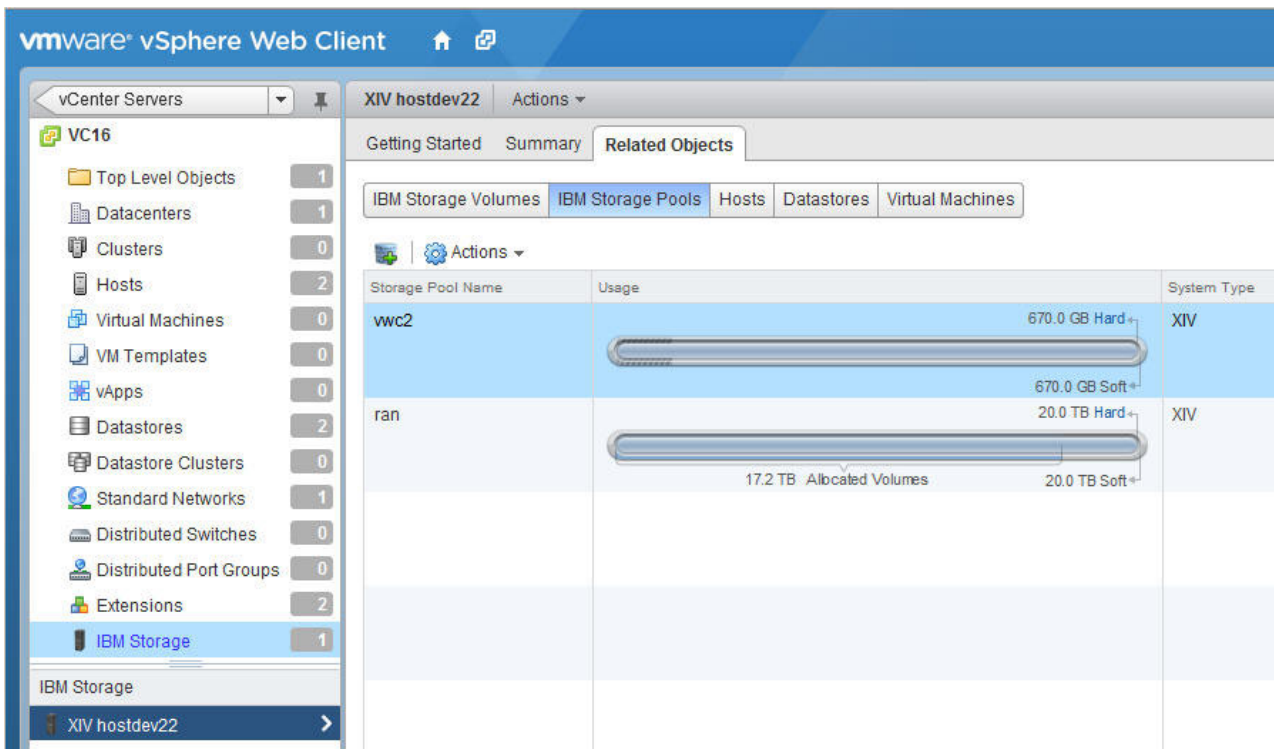 vmware® vSphere Web Client
vCenter Servers
VC16
Top Level Objects 1
Datacenters 1
Clusters 0
Hosts 2
Virtual Machines 0
VM Templates 0
vApps 0
Datastores 2
Datastore Clusters 0
Standard Networks 1
Distributed Switches 0
Distributed Port Groups 0
Extensions 2
IBM Storage 1
IBM Storage
XIV hostdev22
XIV hostdev22 Actions
Getting Started Summary Related Objects
IBM Storage Volumes IBM Storage Pools Hosts Datastores Virtual Machines
Actions
Storage Pool Name Usage System Type
vwc2 670.0 GB Hard XIV
670.0 GB Soft
ran 20.0 TB Hard XIV
17.2 TB Allocated Volumes 20.0 TB Soft